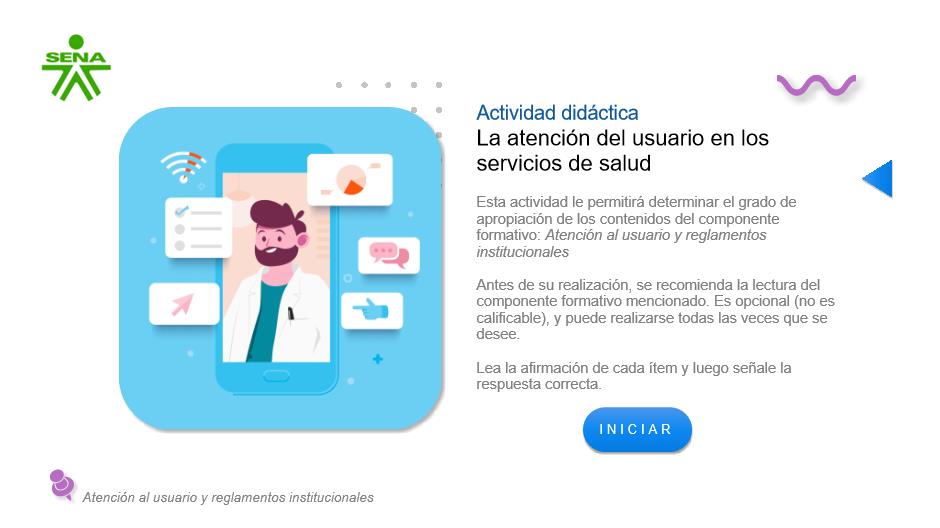 SENA
Actividad didáctica
La atención del usuario en los
servicios de salud
Esta actividad le permitirá determinar el grado de
apropiación de los contenidos del componente
formativo: Atención al usuario y reglamentos
institucionales
Antes de su realización, se recomienda la lectura del
componente formativo mencionado. Es opcional (no es
calificable), y puede realizarse todas las veces que se
desee.
Lea la afirmación de cada ítem y luego señale la
respuesta correcta.
INICIAR
Atención al usuario y reglamentos institucionales